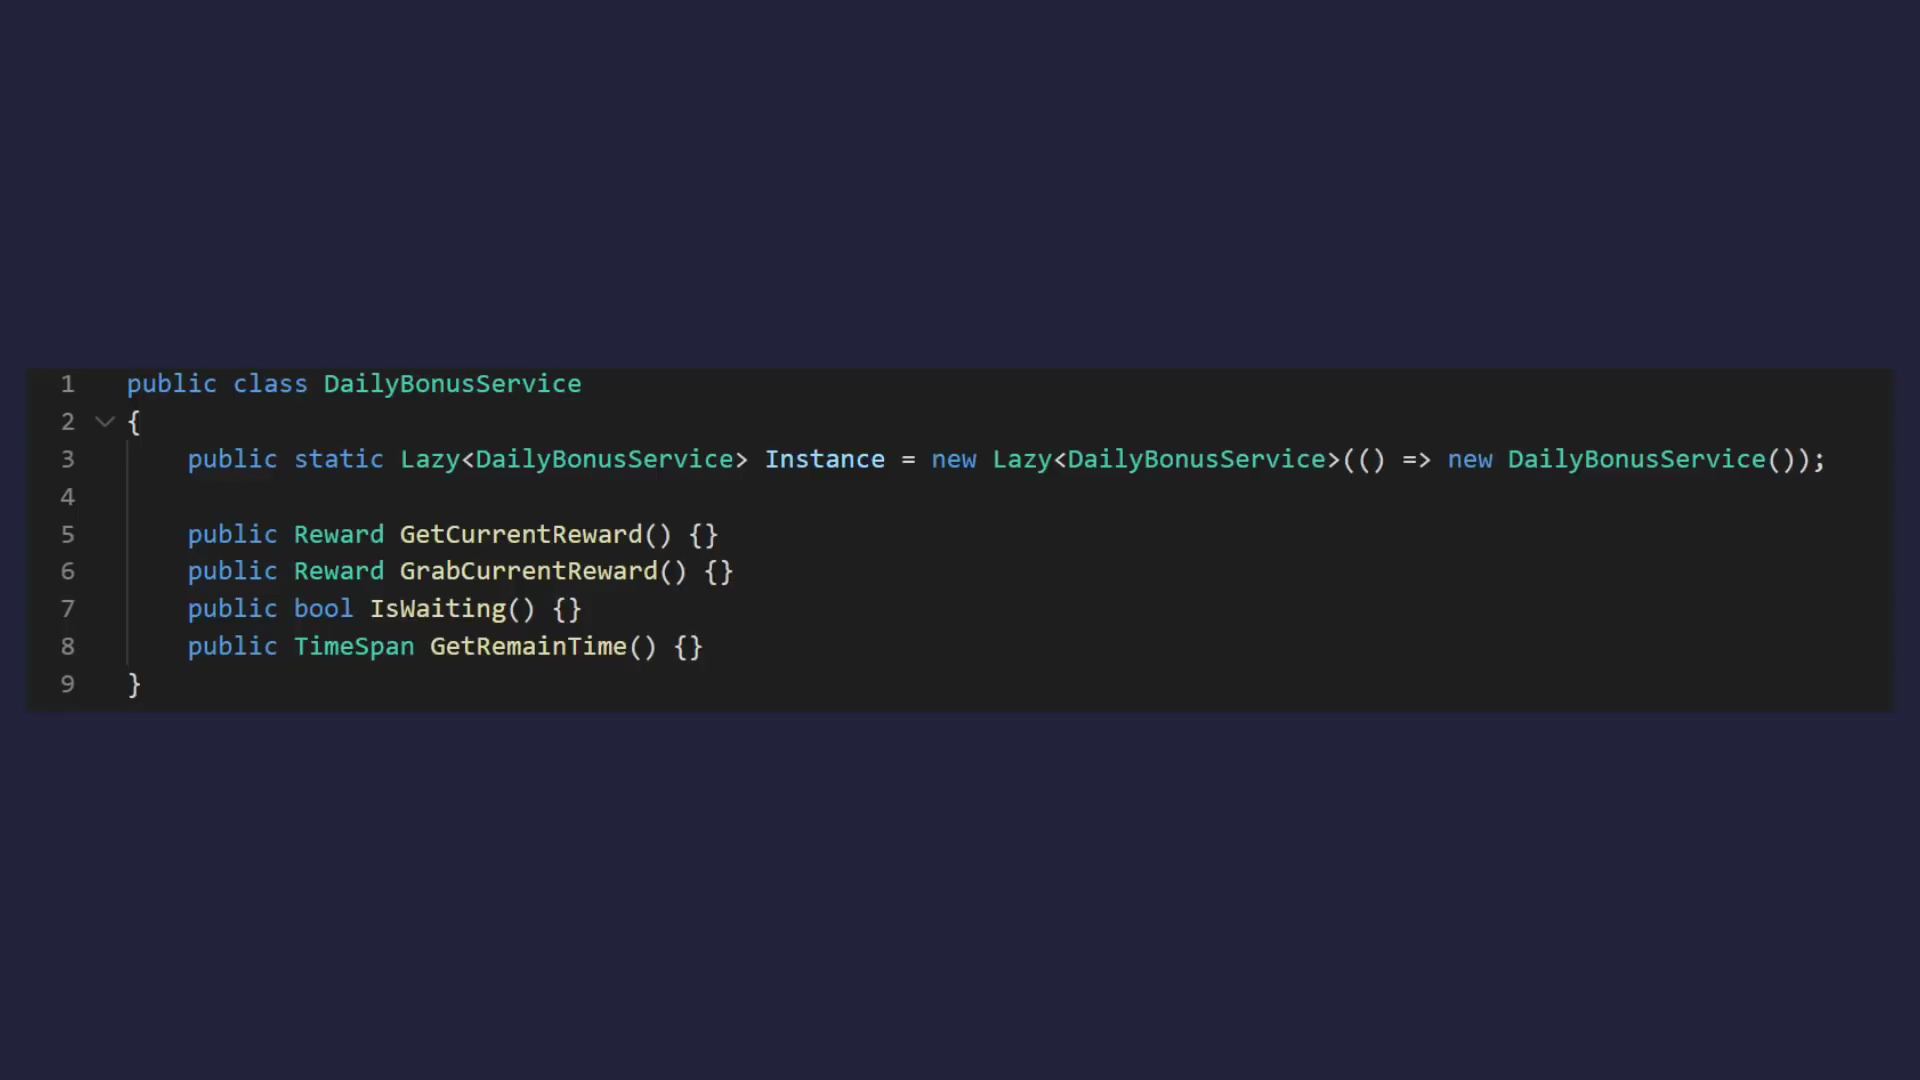 1 public class DailyBonusService
2 {
3 public static Lazy<DailyBonusService> Instance = new Lazy<DailyBonusService>(() => new DailyBonusService());
4
5 public Reward GetCurrentReward() {}
6 public Reward GrabCurrentReward() {}
7 public bool IsWaiting() {}
8 public TimeSpan GetRemainTime() {}
9 }